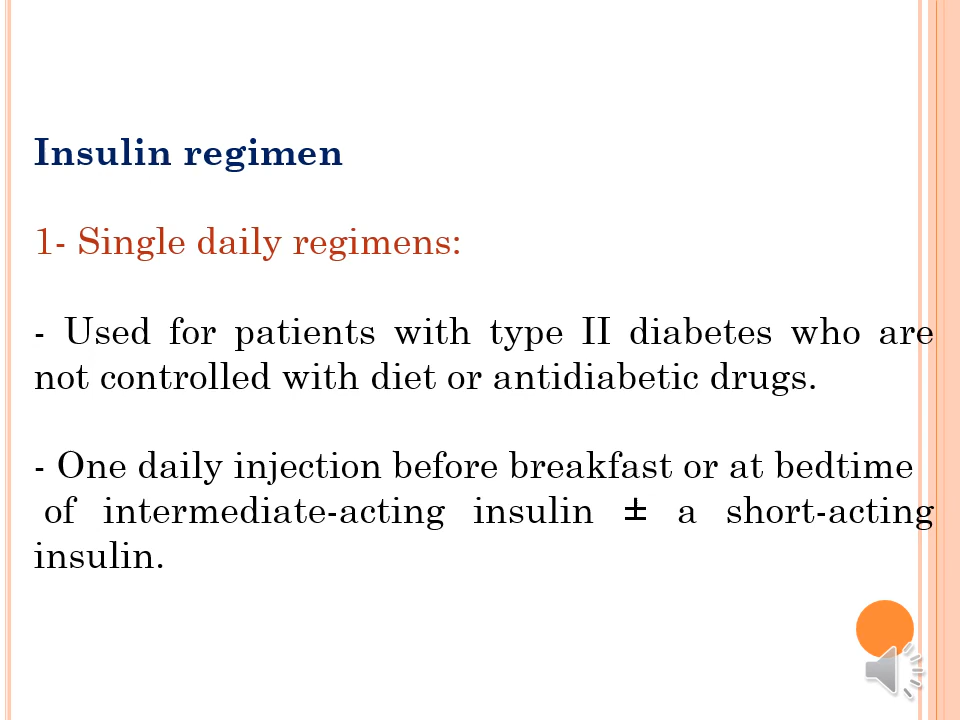 Insulin regimen
1- Single daily regimens:
- Used for patients with type II diabetes who are
not controlled with diet or antidiabetic drugs.
- One daily injection before breakfast or at bedtime
of intermediate-acting insulin ± a short-acting
insulin.